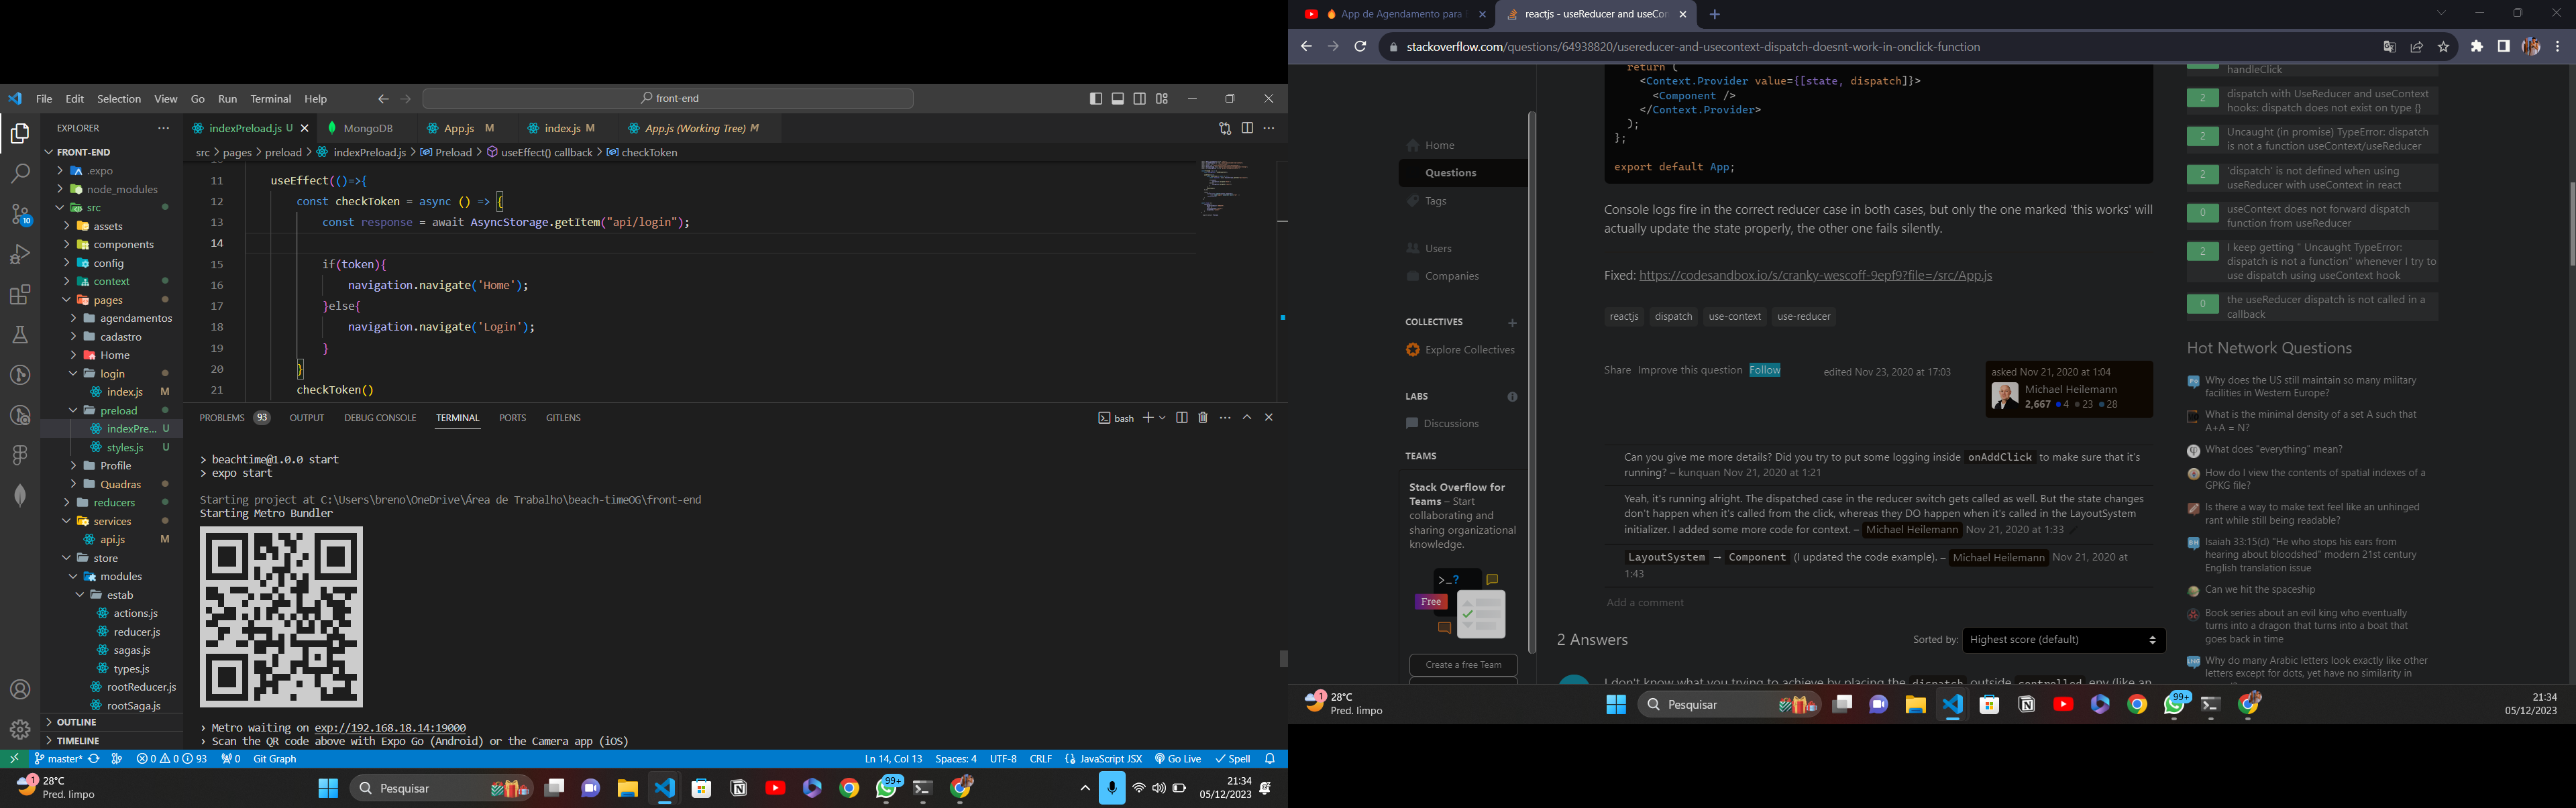 File Edit Selection View Go Run Terminal Help
front-end
EXPLORER
indexPreload.js U
MongoDB
App.js M
index.js M
App.js (Working Tree) M
FRONT-END
src > pages > preload > indexPreload.js > Preload > useEffect() callback > checkToken
.expo
node_modules
src
assets
components
config
context
pages
agendamentos
cadastro
Home
login
index.js M
preload
indexPre... U
styles.js U
Profile
Quadras
reducers
services
api.js M
store
modules
estab
actions.js
reducer.js
sagas.js
types.js
rootReducer.js
rootSaga.js
OUTLINE
TIMELINE
11 useEffect(()=>{
12 const checkToken = async () => {
13 const response = await AsyncStorage.getItem("api/login");
14
15 if(token){
16 navigation.navigate('Home');
17 }else{
18 navigation.navigate('Login');
19 }
20 }
21 checkToken()
PROBLEMS 93 OUTPUT DEBUG CONSOLE TERMINAL PORTS GITLENS
bash
> beachtime@1.0.0 start
> expo start
Starting project at C:\Users\breno\OneDrive\Área de Trabalho\beach-timeOG\front-end
Starting Metro Bundler
› Metro waiting on exp://192.168.18.14:19000
› Scan the QR code above with Expo Go (Android) or the Camera app (iOS)
10
master* 0 0 93 0 Git Graph
Ln 14, Col 13 Spaces: 4 UTF-8 CRLF JavaScript JSX Go Live Spell
1
28°C
Pred. limpo
Pesquisar
99+
21:34
05/12/2023
App de Agendamento para
reactjs - useReducer and useCon
stackoverflow.com/questions/64938820/usereducer-and-usecontext-dispatch-doesnt-work-in-onclick-function
Home
Questions
Tags
Users
Companies
COLLECTIVES
Explore Collectives
LABS
Discussions
TEAMS
Stack Overflow for
Teams – Start
collaborating and
sharing organizational
knowledge.
>_?
Free
Create a free Team
return (
<Context.Provider value={[state, dispatch]}>
<Component />
</Context.Provider>
);
};
export default App;
Console logs fire in the correct reducer case in both cases, but only the one marked 'this works' will
actually update the state properly, the other one fails silently.
Fixed: https://codesandbox.io/s/cranky-wescoff-9epf9?file=/src/App.js
reactjs dispatch use-context use-reducer
Share Improve this question Follow
edited Nov 23, 2020 at 17:03
asked Nov 21, 2020 at 1:04
Michael Heilemann
2,667 4 23 28
Can you give me more details? Did you try to put some logging inside onAddClick to make sure that it's
running? – kunquan Nov 21, 2020 at 1:21
Yeah, it's running alright. The dispatched case in the reducer switch gets called as well. But the state changes
don't happen when it's called from the click, whereas they DO happen when it's called in the LayoutSystem
initializer. I added some more code for context. – Michael Heilemann Nov 21, 2020 at 1:33
LayoutSystem → Component (I updated the code example). – Michael Heilemann Nov 21, 2020 at
1:43
Add a comment
2 Answers
Sorted by: Highest score (default)
I don't know what you trying to achieve by placing the dispatch outside controlled env (like an
handleClick
2 dispatch with UseReducer and useContext
hooks: dispatch does not exist on type {}
2 Uncaught (in promise) TypeError: dispatch
is not a function useContext/useReducer
2 'dispatch' is not defined when using
useReducer with useContext in react
0 useContext does not forward dispatch
function from useReducer
2 I keep getting " Uncaught TypeError:
dispatch is not a function" whenever I try to
use dispatch using useContext hook
0 the useReducer dispatch is not called in a
callback
Hot Network Questions
Why does the US still maintain so many military
facilities in Western Europe?
What is the minimal density of a set A such that
A+A = N?
What does "everything" mean?
How do I view the contents of spatial indexes of a
GPKG file?
Is there a way to make text feel like an unhinged
rant while still being readable?
Isaiah 33:15(d) "He who stops his ears from
hearing about bloodshed" modern 21st century
English translation issue
Can we hit the spaceship
Book series about an evil king who eventually
turns into a dragon that turns into a boat that
goes back in time
Why do many Arabic letters look exactly like other
letters except for dots, yet have no similarity in
1
28°C
Pred. limpo
Pesquisar
99+
21:34
05/12/2023